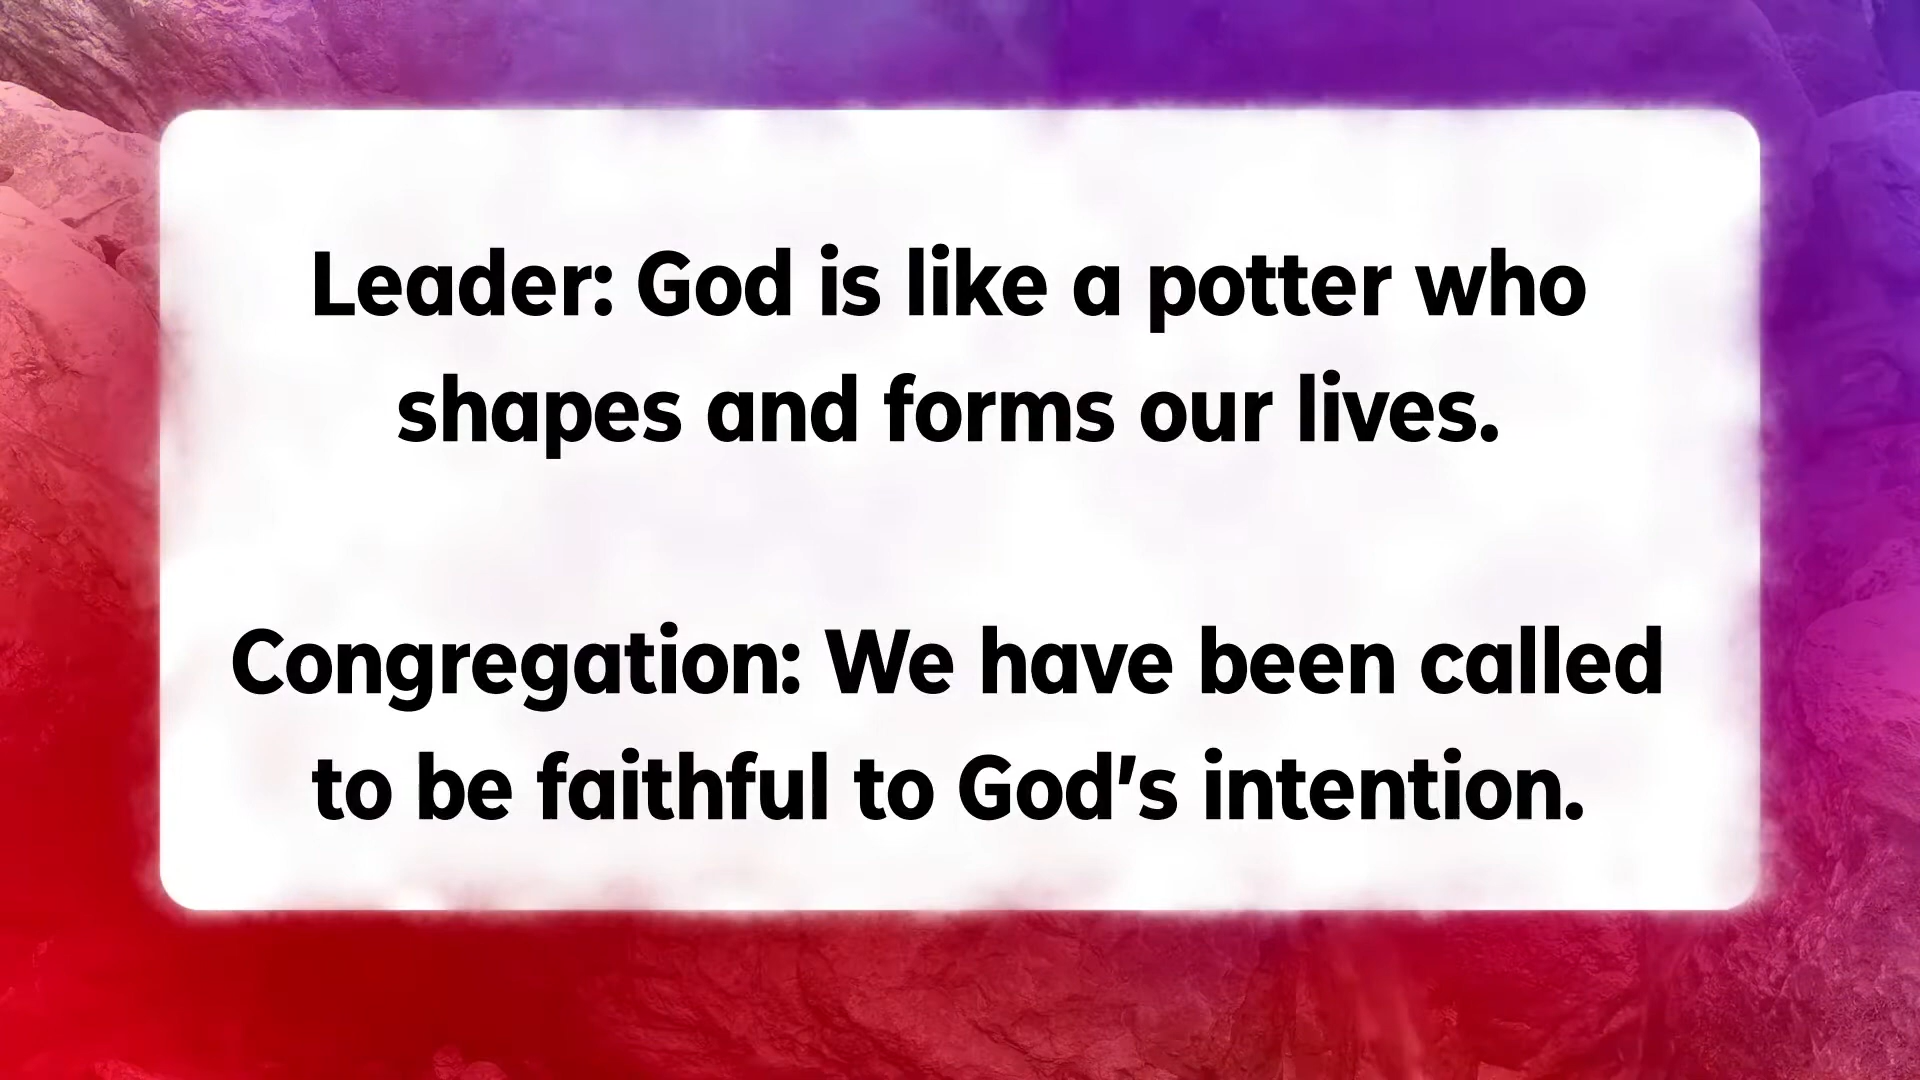 Leader: God is like a potter who
shapes and forms our lives.
Congregation: We have been called
to be faithful to God's intention.